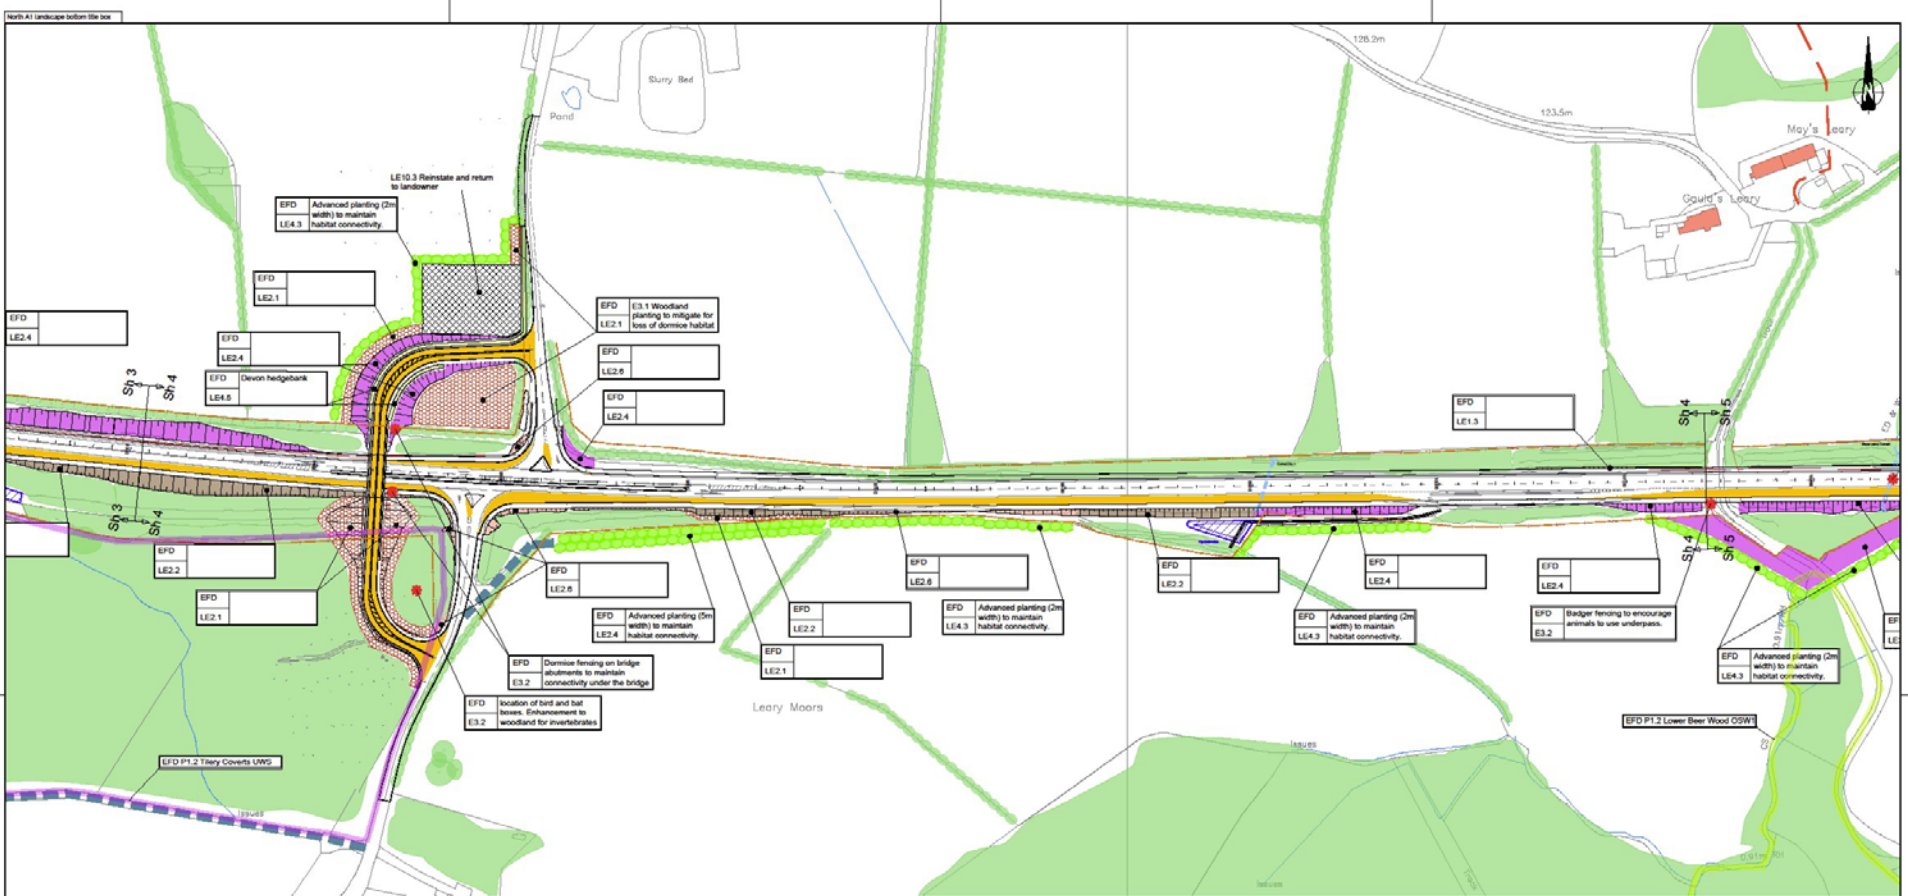 North A1 landscape bottom title box
128.2m
Slurry Bed
Pond
123.5m
May's Leary
Gould's Leary
LE10.3 Reinstate and return
to landowner
EFD Advanced planting (2m
width) to maintain
LE4.3 habitat connectivity.
EFD
LE2.1
EFD
LE2.4
EFD E3.1 Woodland
planting to mitigate for
LE2.1 loss of dormice habitat
EFD
LE2.4
EFD
LE2.6
EFD Devon hedgebank
LE4.5
Sh 3
Sh 4
EFD
LE2.4
EFD
LE1.3
Sh 4
Sh 5
Sh 3
Sh 4
EFD
LE2.2
EFD
LE2.1
EFD
LE2.6
EFD
LE2.6
EFD
LE2.2
EFD
LE2.4
EFD
LE2.4
Sh 4
Sh 5
EFD Advanced planting (5m
width) to maintain
LE2.4 habitat connectivity.
EFD
LE2.2
EFD Advanced planting (2m
width) to maintain
LE4.3 habitat connectivity.
EFD Advanced planting (2m
width) to maintain
LE4.3 habitat connectivity.
EFD Badger fencing to encourage
E3.2 animals to use underpass.
EFD
LE2.1
EFD Dormice fencing on bridge
abutments to maintain
E3.2 connectivity under the bridge
EFD Advanced planting (2m
width) to maintain
LE4.3 habitat connectivity.
EFD location of bird and bat
boxes. Enhancement to
E3.2 woodland for invertebrates
Leary Moors
EFD P1.2 Lower Beer Wood OSW1
EFD P1.2 Tilery Coverts UWS
Issues
Issues
CS
Issues
Track